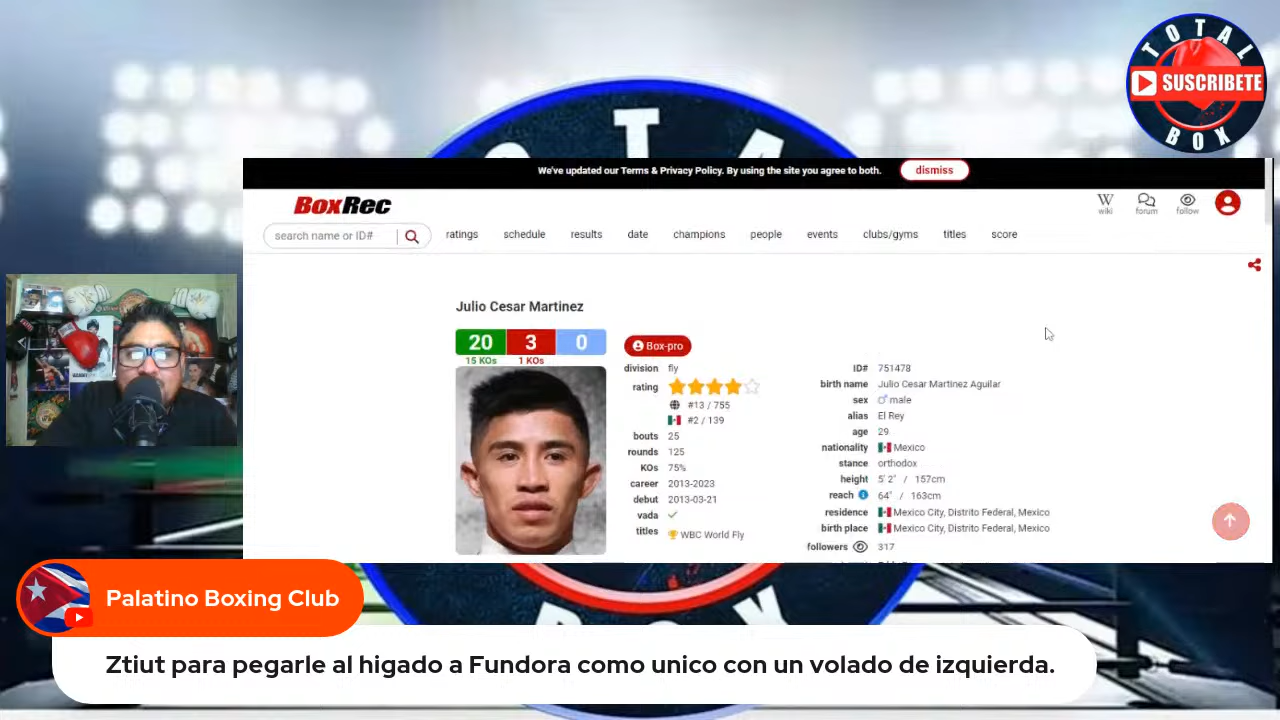 TOTAL
SUSCRIBETE
BOX
We've updated our Terms & Privacy Policy. By using the site you agree to both.
dismiss
BoxRec
wiki
forum
follow
search name or ID#
ratings
schedule
results
date
champions
people
events
clubs/gyms
titles
score
Julio Cesar Martinez
20 3 0
15 KOs 1 KOs
Box-pro
division fly
rating
#13 / 755
#2 / 139
bouts 25
rounds 125
KOs 75%
career 2013-2023
debut 2013-03-21
vada
titles WBC World Fly
ID# 751478
birth name Julio Cesar Martinez Aguilar
sex male
alias El Rey
age 29
nationality Mexico
stance orthodox
height 5′ 2″ / 157cm
reach 64″ / 163cm
residence Mexico City, Distrito Federal, Mexico
birth place Mexico City, Distrito Federal, Mexico
followers 317
Palatino Boxing Club
Ztiut para pegarle al higado a Fundora como unico con un volado de izquierda.